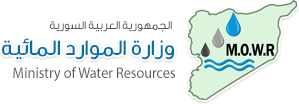 الجمهورية العربية السورية
وزارة الموارد المائية
Ministry of Water Resources
M.O.W.R